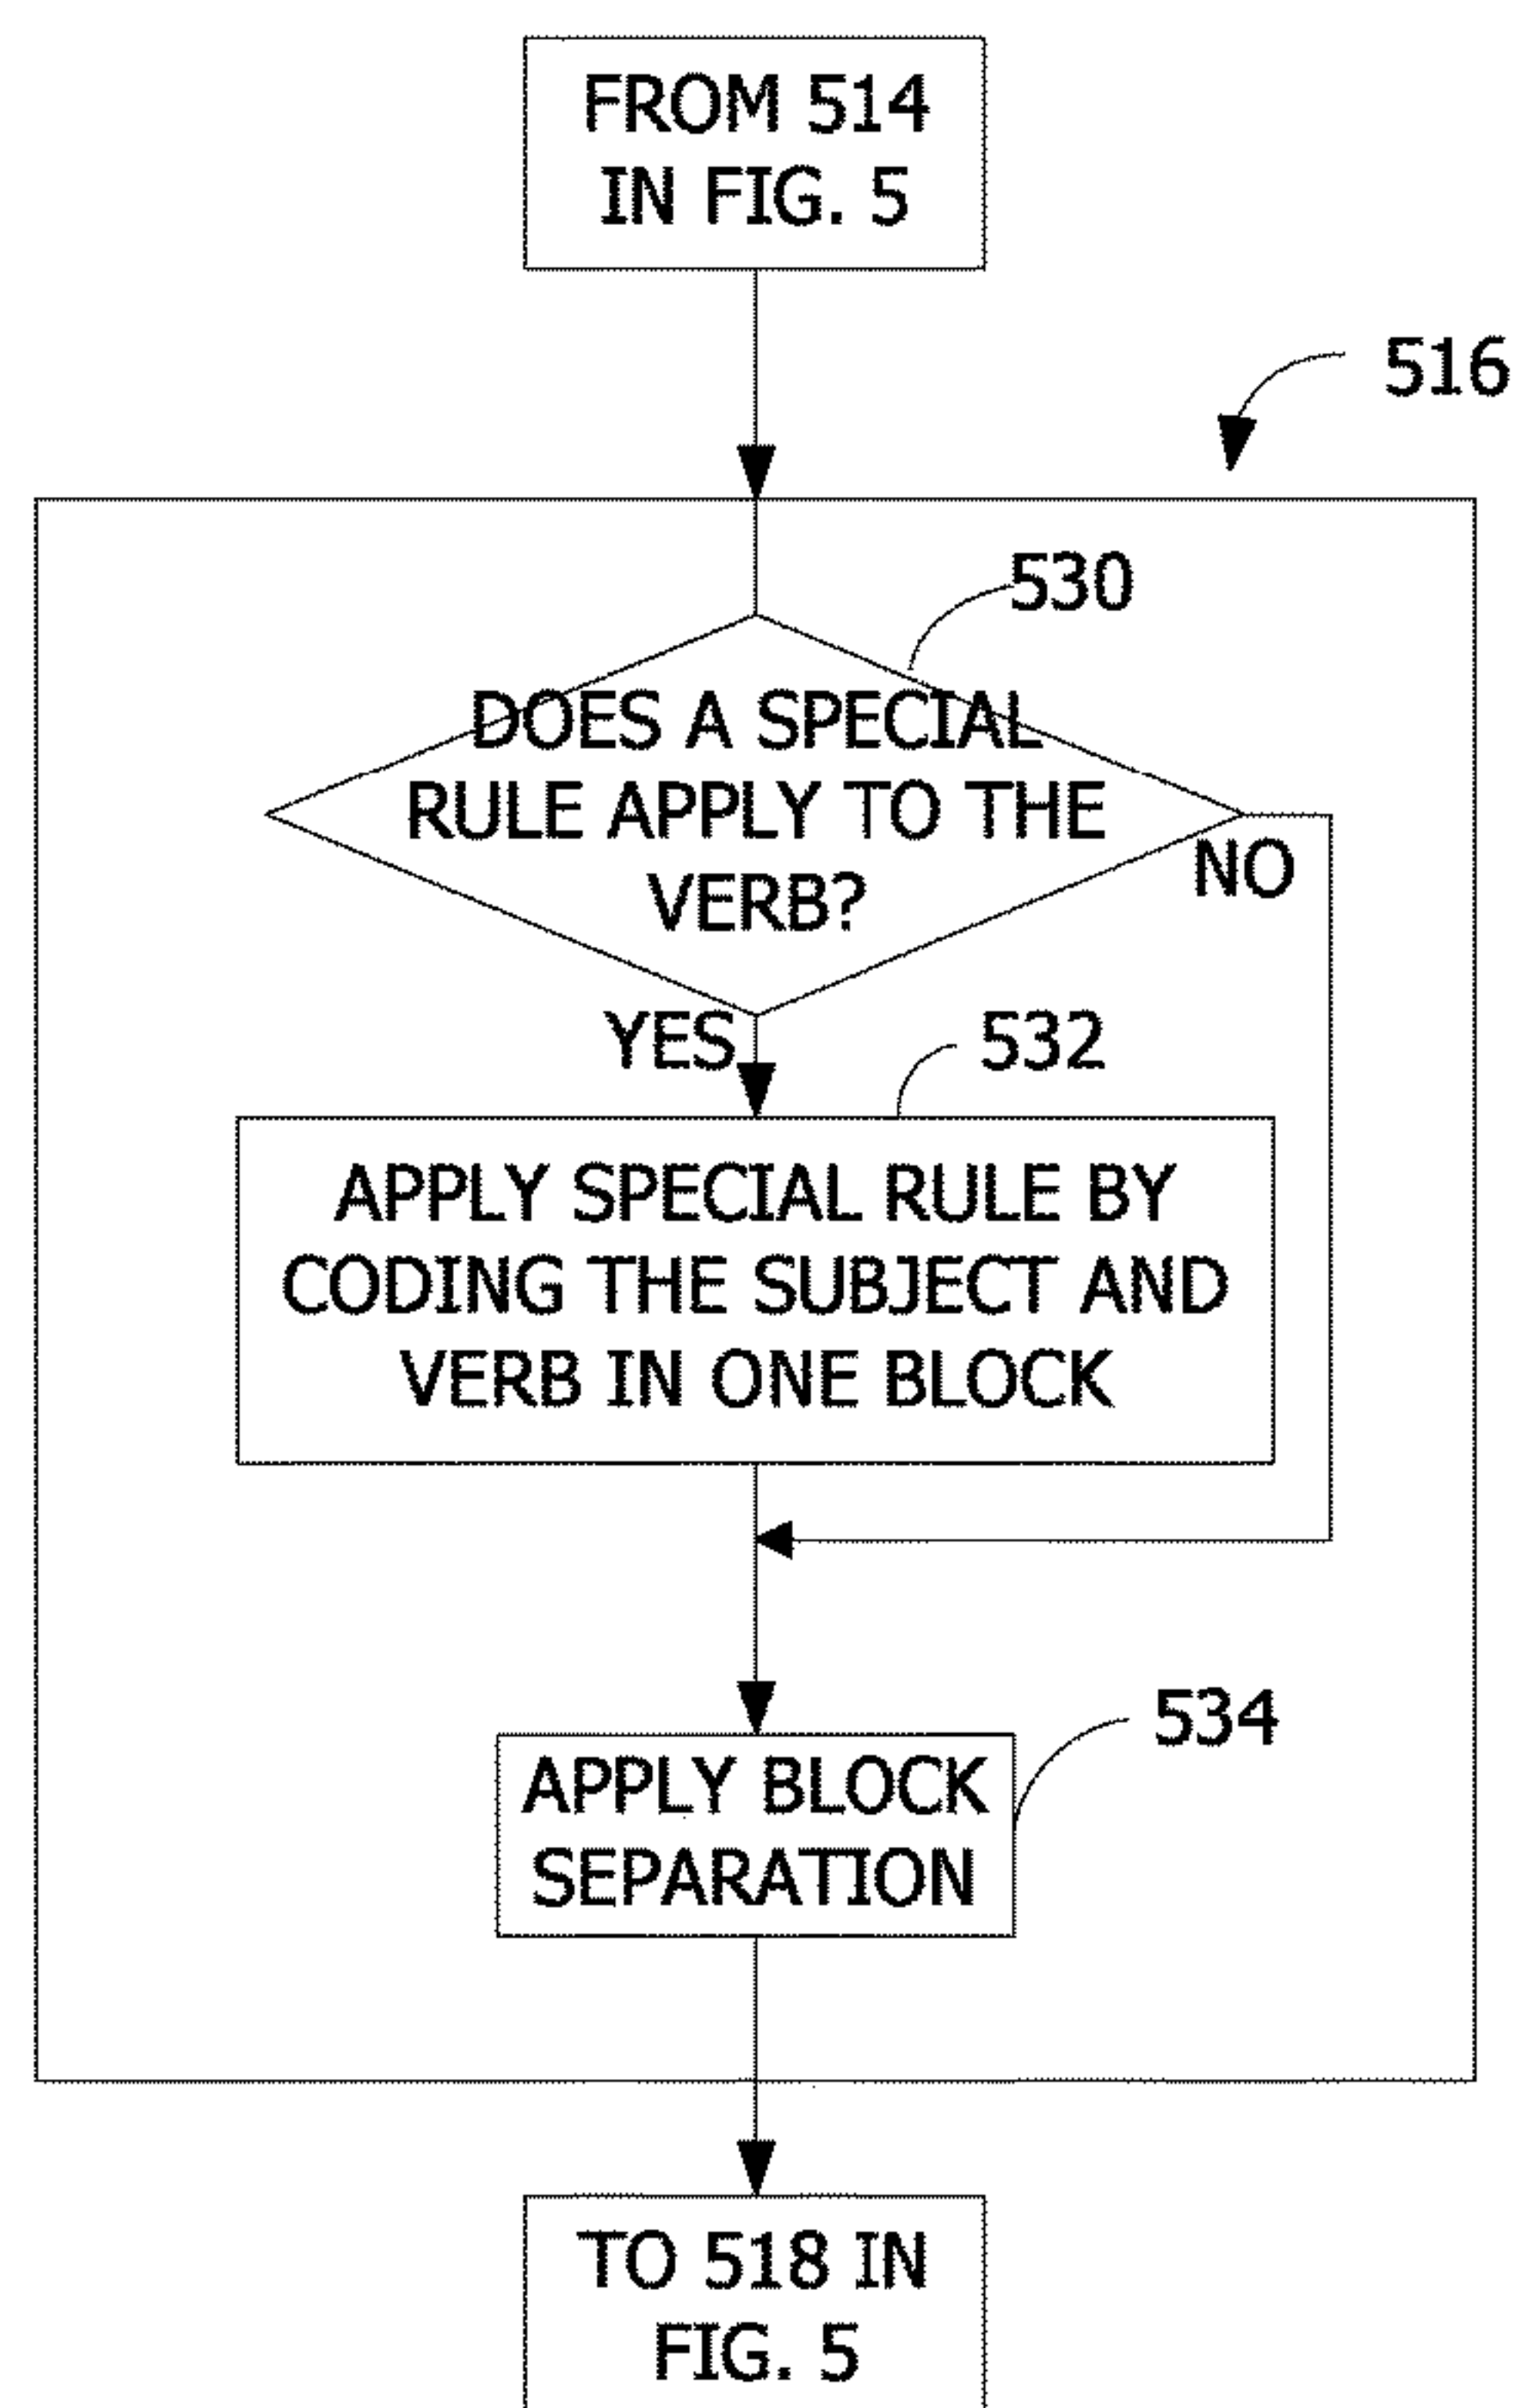 FROM 514
IN FIG. 5
516
530
DOES A SPECIAL
RULE APPLY TO THE
VERB?
NO
YES
532
APPLY SPECIAL RULE BY
CODING THE SUBJECT AND
VERB IN ONE BLOCK
534
APPLY BLOCK
SEPARATION
TO 518 IN
FIG. 5